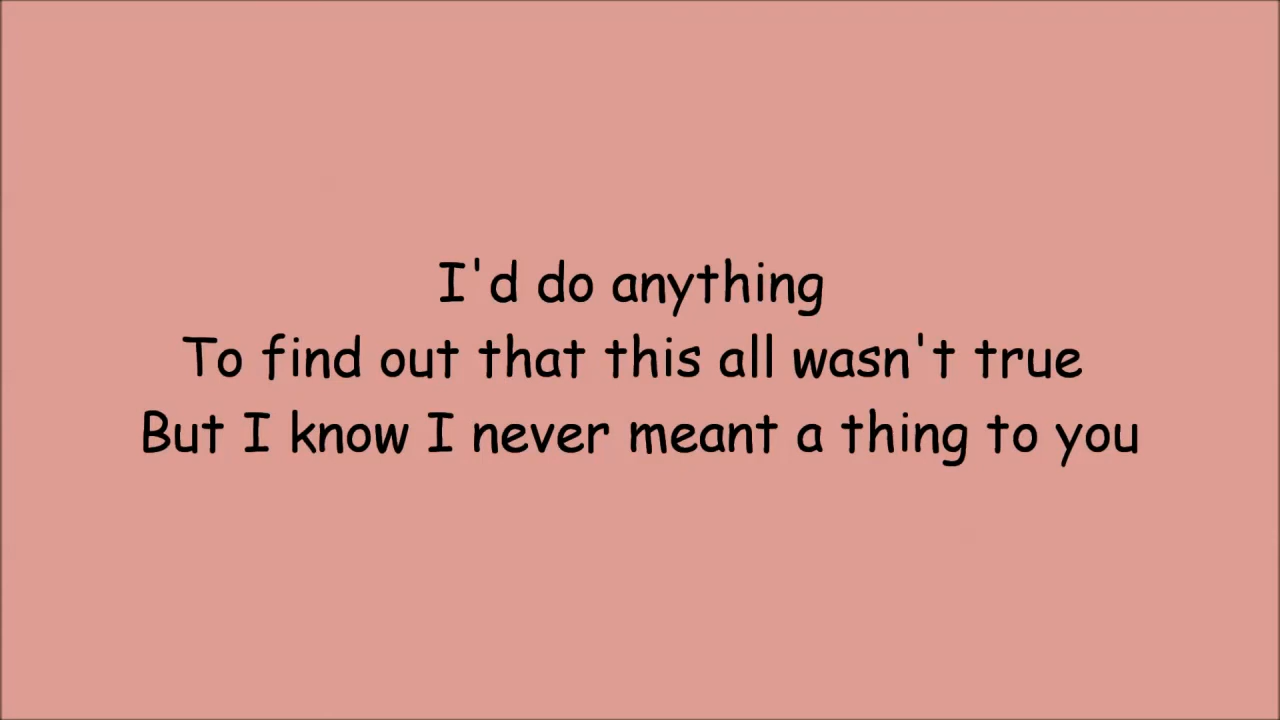 I'd do anything
To find out that this all wasn't true
But I know I never meant a thing to you